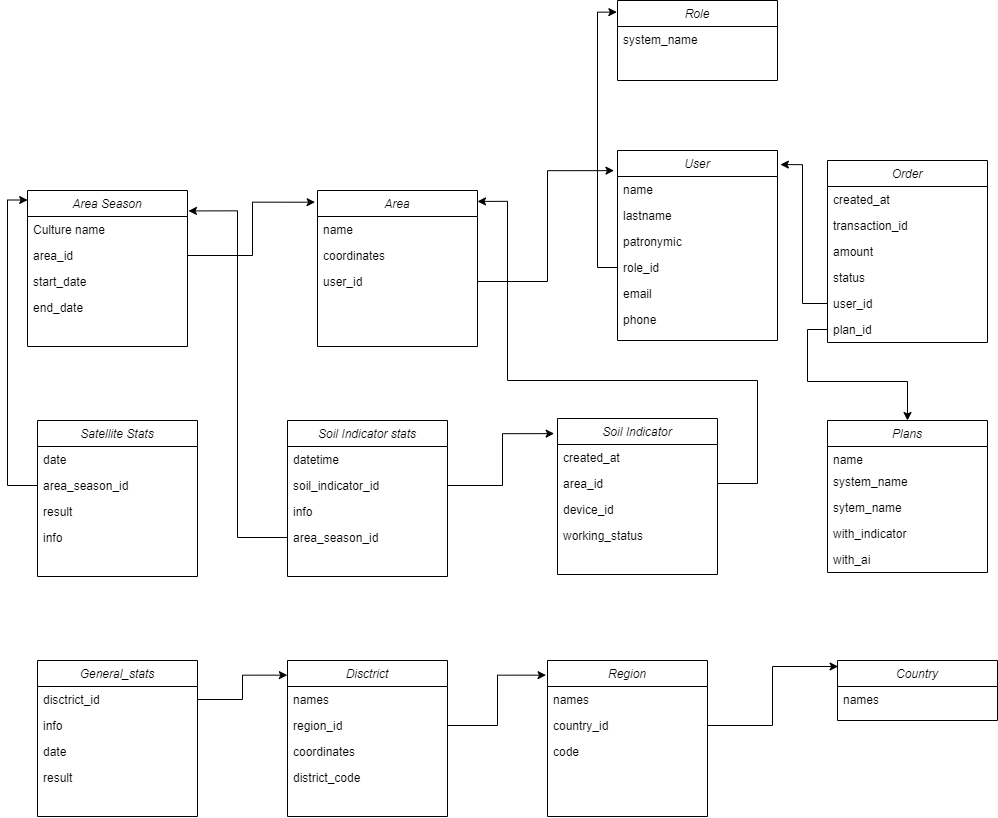 Role
system_name
User
name
lastname
patronymic
role_id
email
phone
Order
created_at
transaction_id
amount
status
user_id
plan_id
Area Season
Culture name
area_id
start_date
end_date
Area
name
coordinates
user_id
Satellite Stats
date
area_season_id
result
info
Soil Indicator stats
datetime
soil_indicator_id
info
area_season_id
Soil Indicator
created_at
area_id
device_id
working_status
Plans
name
system_name
sytem_name
with_indicator
with_ai
General_stats
disctrict_id
info
date
result
Disctrict
names
region_id
coordinates
district_code
Region
names
country_id
code
Country
names